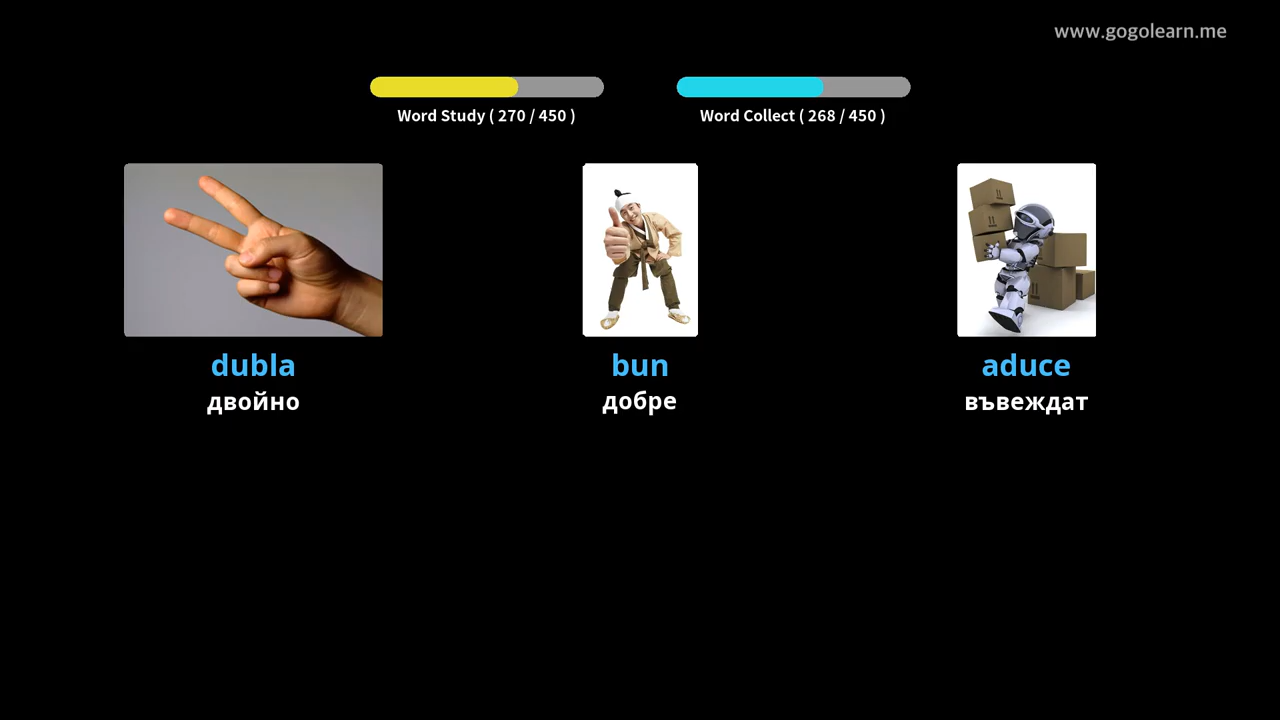 www.gogolearn.me
Word Study ( 270 / 450 )
Word Collect ( 268 / 450 )
dubla
bun
aduce
двойно
добре
въвеждат